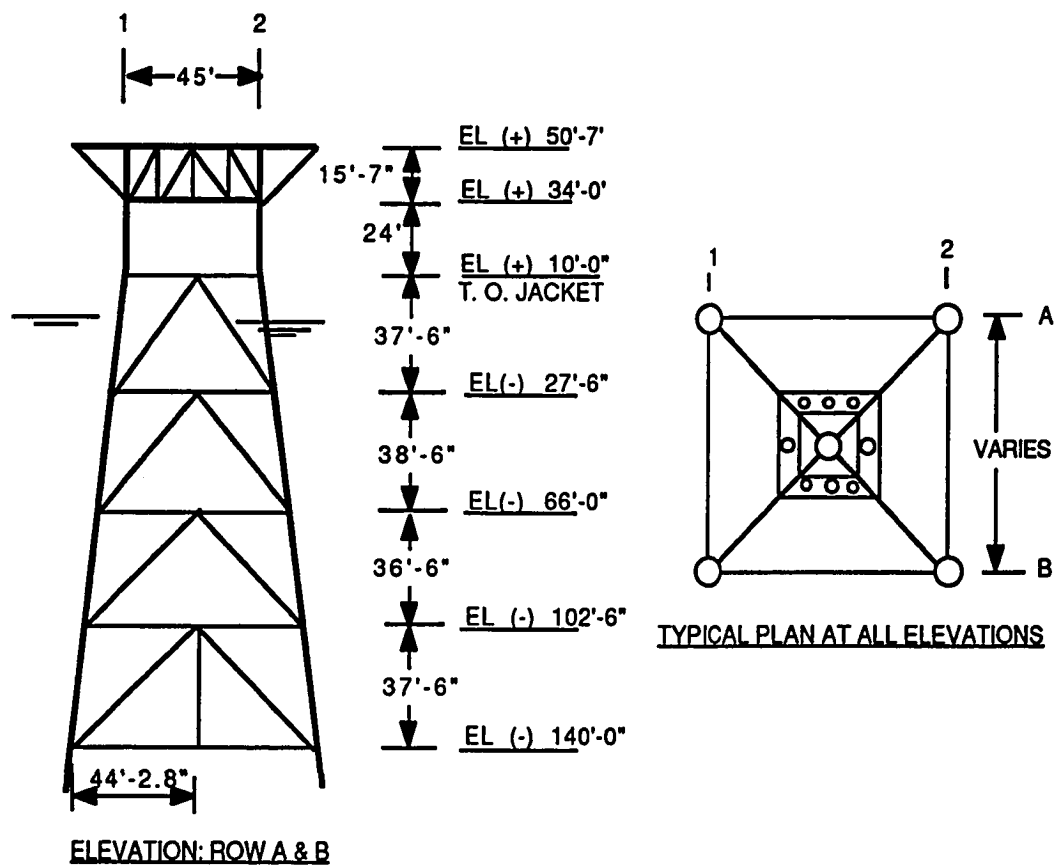 1 2
45'
EL (+) 50'-7'
15'-7"
EL (+) 34'-0'
24'
EL (+) 10'-0"
T. O. JACKET
37'-6"
EL(-) 27'-6"
38'-6"
EL(-) 66'-0"
36'-6"
EL (-) 102'-6"
37'-6"
EL (-) 140'-0"
44'-2.8"
ELEVATION: ROW A & B
1 2
A
VARIES
B
TYPICAL PLAN AT ALL ELEVATIONS